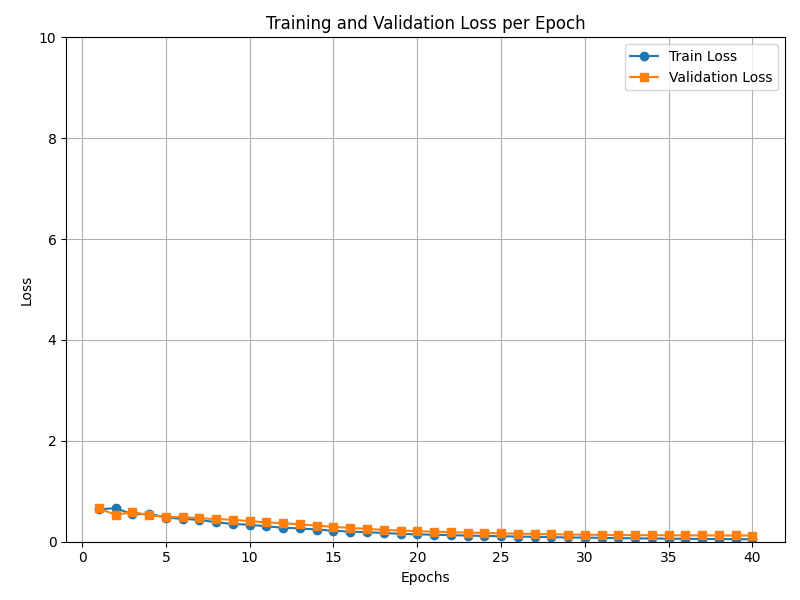 Training and Validation Loss per Epoch
Train Loss
Validation Loss
Loss
10
8
6
4
2
0
0 5 10 15 20 25 30 35 40
Epochs